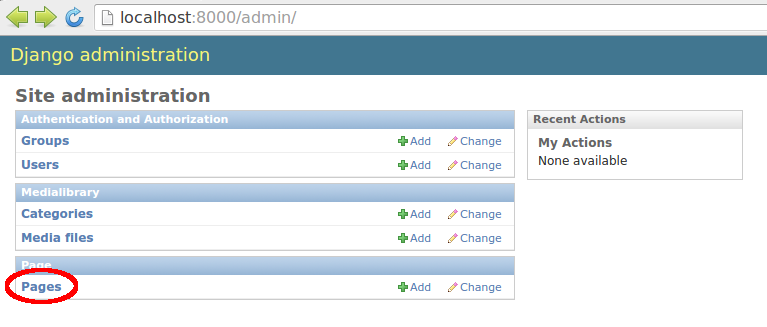 localhost:8000/admin/
Django administration
Site administration
Authentication and Authorization
Groups Add Change
Users Add Change
Medialibrary
Categories Add Change
Media files Add Change
Page
Pages Add Change
Recent Actions
My Actions
None available